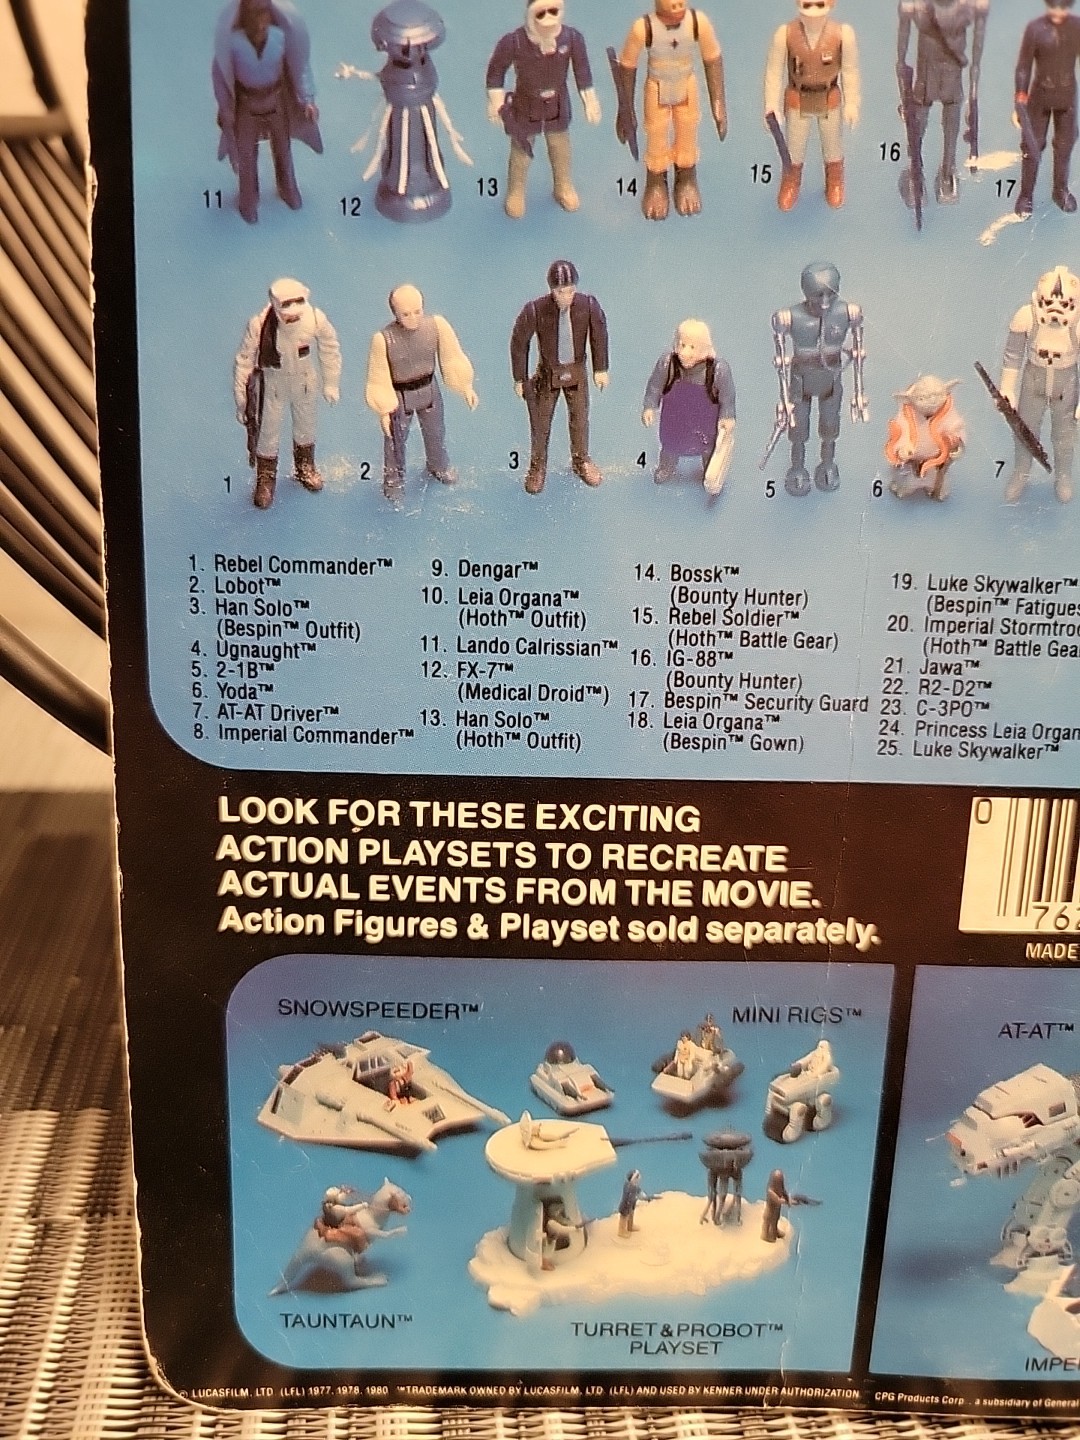 11
12
13
14
15
16
17
1
2
3
4
5
6
7
1. Rebel Commander™
2. Lobot™
3. Han Solo™
(Bespin™ Outfit)
4. Ugnaught™
5. 2-1B™
6. Yoda™
7. AT-AT Driver™
8. Imperial Commander™
9. Dengar™
10. Leia Organa™
(Hoth™ Outfit)
11. Lando Calrissian™
12. FX-7™
(Medical Droid™)
13. Han Solo™
(Hoth™ Outfit)
14. Bossk™
(Bounty Hunter)
15. Rebel Soldier™
(Hoth™ Battle Gear)
16. IG-88™
(Bounty Hunter)
17. Bespin™ Security Guard
18. Leia Organa™
(Bespin™ Gown)
19. Luke Skywalker™
(Bespin™ Fatigues
20. Imperial Stormtroo
(Hoth™ Battle Gea
21. Jawa™
22. R2-D2™
23. C-3PO™
24. Princess Leia Organ
25. Luke Skywalker™
LOOK FOR THESE EXCITING
ACTION PLAYSETS TO RECREATE
ACTUAL EVENTS FROM THE MOVIE.
Action Figures & Playset sold separately.
0
762
MADE
SNOWSPEEDER™
MINI RIGS™
AT-AT™
TAUNTAUN™
TURRET & PROBOT™
PLAYSET
IMPE
© LUCASFILM, LTD. (LFL) 1977, 1978, 1980 ™TRADEMARK OWNED BY LUCASFILM, LTD. (LFL) AND USED BY KENNER UNDER AUTHORIZATION CPG Products Corp., a subsidiary of General